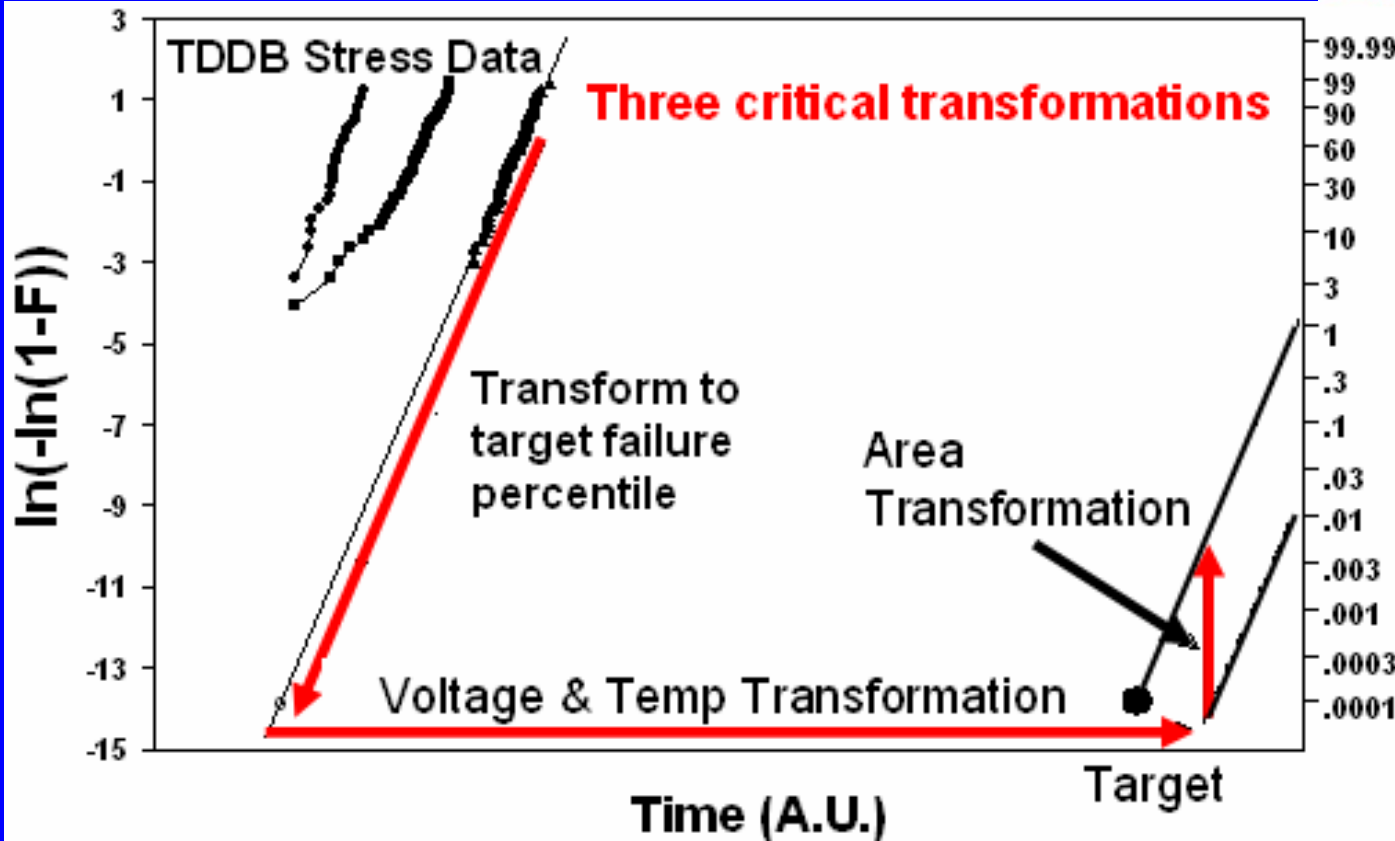 TDDB Stress Data
Three critical transformations
Transform to
target failure
percentile
Area
Transformation
Voltage & Temp Transformation
ln(-ln(1-F))
3
1
-1
-3
-5
-7
-9
-11
-13
-15
99.99
99
90
60
30
10
3
1
.3
.1
.03
.01
.003
.001
.0003
.0001
Target
Time (A.U.)